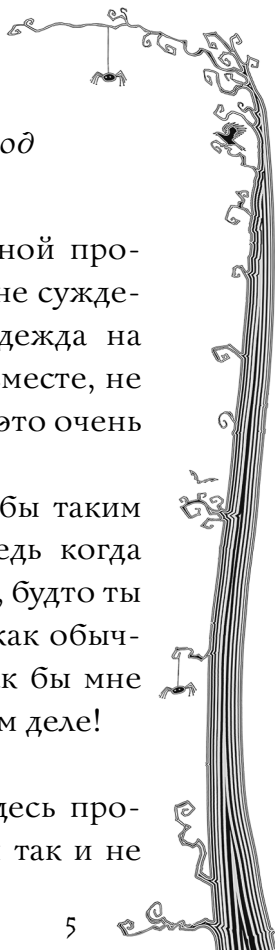 од
ной про-
не сужде-
дежда на
месте, не
это очень
бы таким
едь когда
, будто ты
как обыч-
к бы мне
м деле!
десь про-
так и не
5